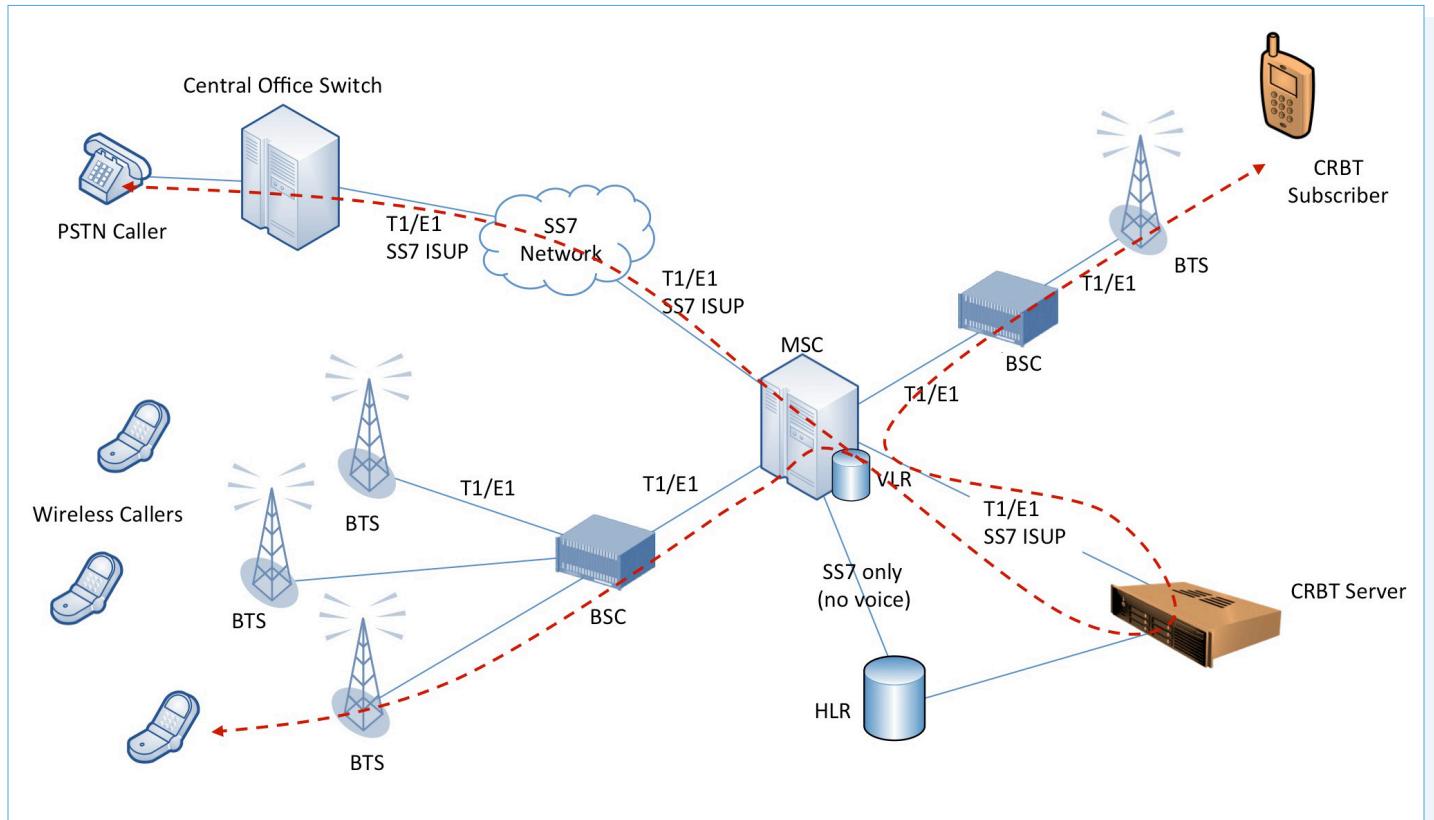 Central Office Switch
PSTN Caller
T1/E1
SS7 ISUP
SS7
Network
T1/E1
SS7 ISUP
CRBT
Subscriber
BTS
T1/E1
BSC
MSC
T1/E1
VLR
T1/E1
SS7 ISUP
Wireless Callers
BTS
T1/E1
T1/E1
BTS
BSC
BTS
SS7 only
(no voice)
HLR
CRBT Server